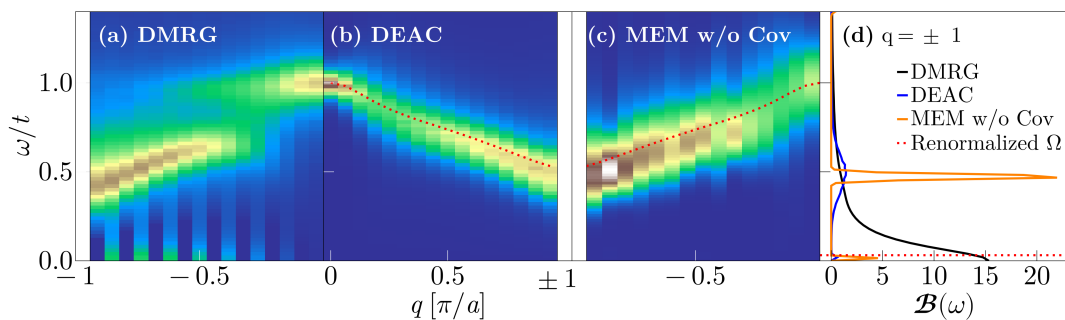 (a) DMRG
(b) DEAC
(c) MEM w/o Cov
(d) q = ± 1
DMRG
DEAC
MEM w/o Cov
Renormalized Ω
ω/t
1.0
0.5
0.0
−1
−0.5
0
0.5
±1
−0.5
0
5
10
15
20
q [π/a]
ℬ(ω)